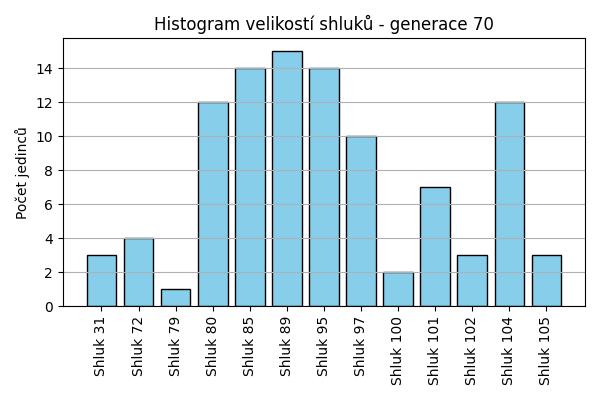 Histogram velikostí shluků - generace 70
Počet jedinců
14
12
10
8
6
4
2
0
Shluk 31
Shluk 72
Shluk 79
Shluk 80
Shluk 85
Shluk 89
Shluk 95
Shluk 97
Shluk 100
Shluk 101
Shluk 102
Shluk 104
Shluk 105